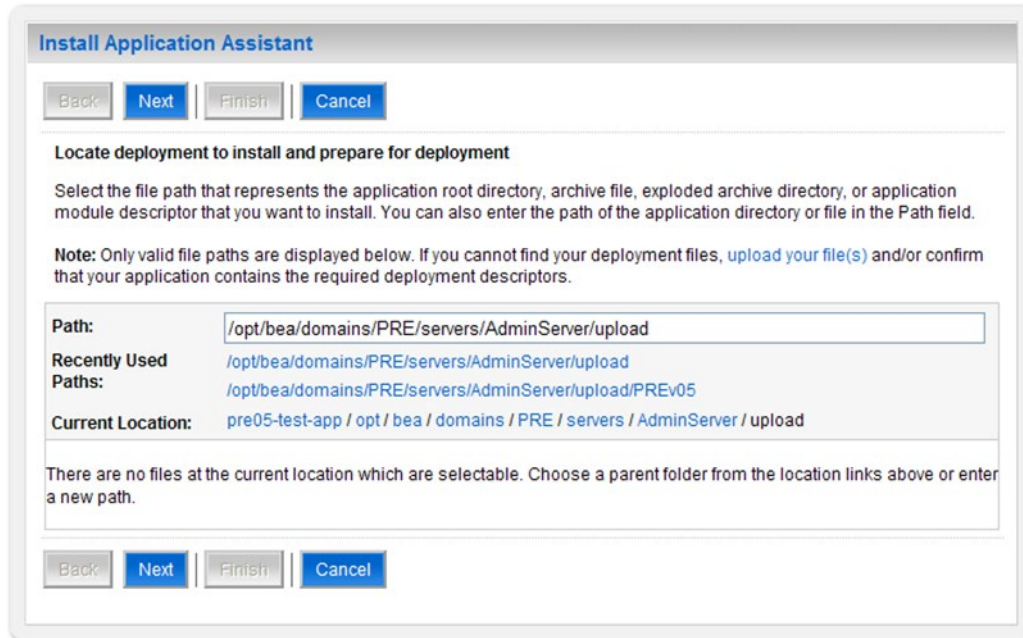 Install Application Assistant
Back Next Finish Cancel
Locate deployment to install and prepare for deployment
Select the file path that represents the application root directory, archive file, exploded archive directory, or application
module descriptor that you want to install. You can also enter the path of the application directory or file in the Path field.
Note: Only valid file paths are displayed below. If you cannot find your deployment files, upload your file(s) and/or confirm
that your application contains the required deployment descriptors.
Path: /opt/bea/domains/PRE/servers/AdminServer/upload
Recently Used Paths: /opt/bea/domains/PRE/servers/AdminServer/upload
/opt/bea/domains/PRE/servers/AdminServer/upload/PREv05
Current Location: pre05-test-app / opt / bea / domains / PRE / servers / AdminServer / upload
There are no files at the current location which are selectable. Choose a parent folder from the location links above or enter
a new path.
Back Next Finish Cancel